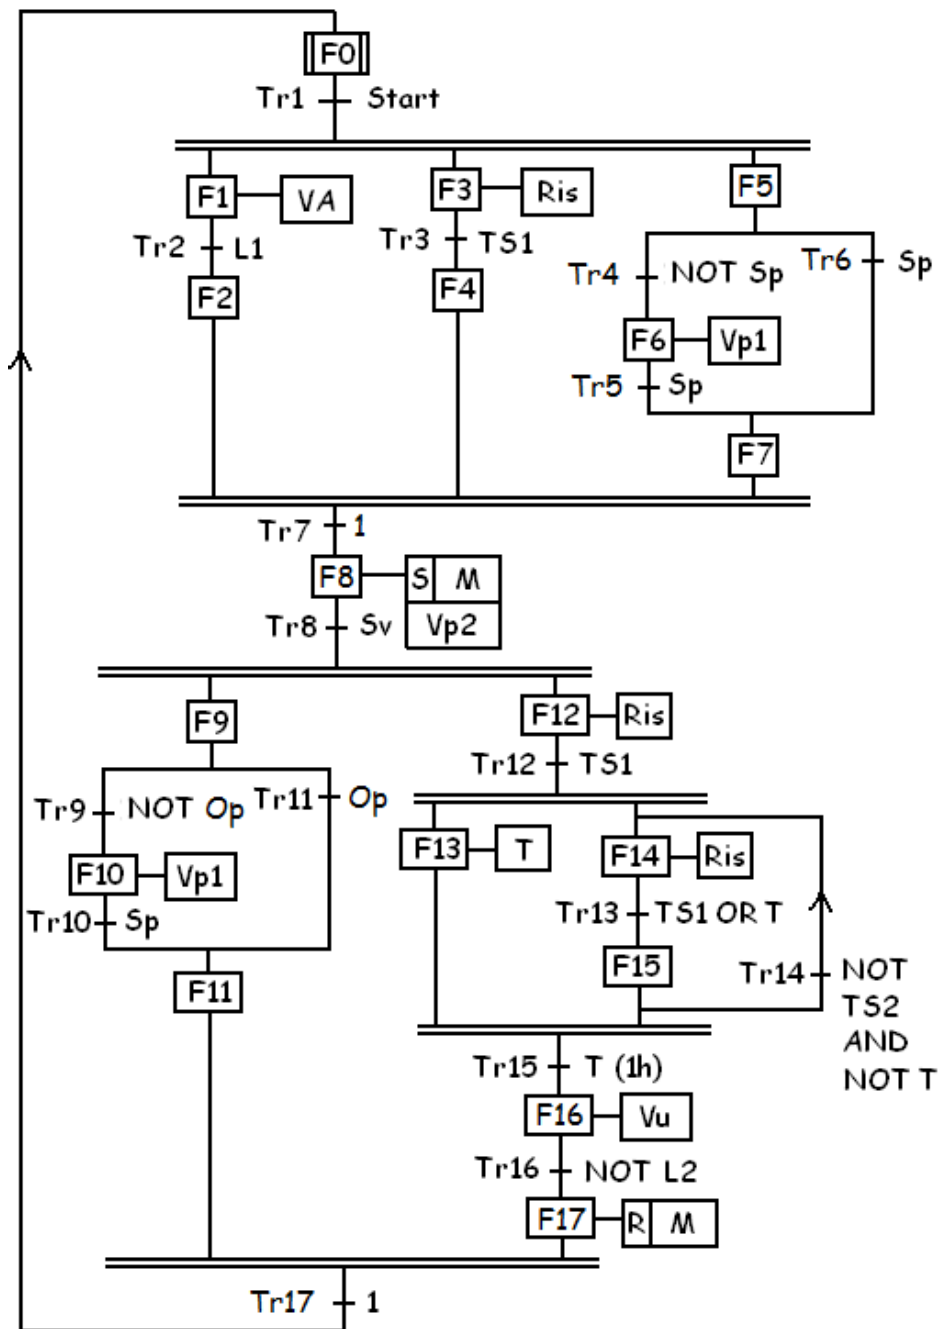 F0
Tr1 Start
F1 VA
F3 Ris
F5
Tr2 L1
Tr3 TS1
Tr4 NOT Sp
Tr6 Sp
F2
F4
F6 Vp1
Tr5 Sp
F7
Tr7 1
F8 S M
Tr8 Sv Vp2
F9
F12 Ris
Tr12 TS1
Tr9 NOT Op
Tr11 Op
F10 Vp1
F13 T
F14 Ris
Tr10 Sp
Tr13 TS1 OR T
F11
F15
Tr14 NOT
TS2
AND
NOT T
Tr15 T (1h)
F16 Vu
Tr16 NOT L2
F17 R M
Tr17 1